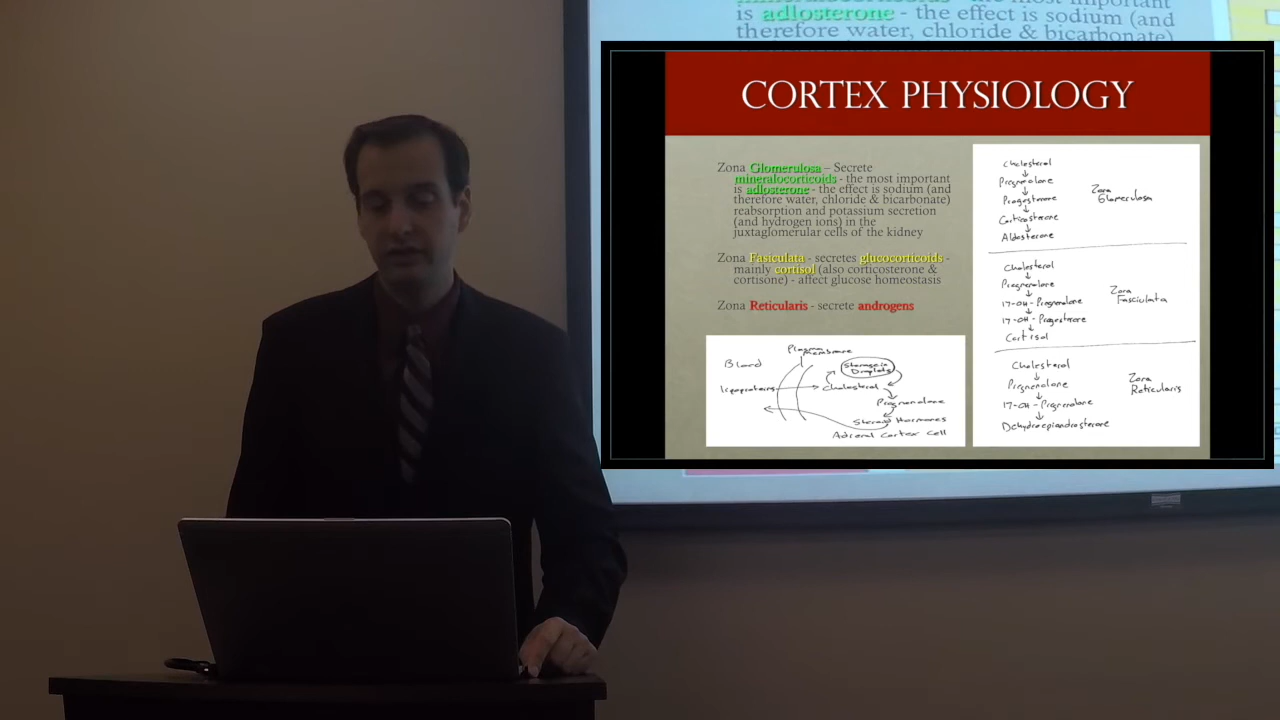 is adlosterone - the effect is sodium (and
therefore water, chloride & bicarbonate)
CORTEX PHYSIOLOGY
Zona Glomerulosa – Secrete
mineralocorticoids - the most important
is adlosterone - the effect is sodium (and
therefore water, chloride & bicarbonate)
reabsorption and potassium secretion
(and hydrogen ions) in the
juxtaglomerular cells of the kidney
Zona Fasiculata - secretes glucocorticoids -
mainly cortisol (also corticosterone &
cortisone) - affect glucose homeostasis
Zona Reticularis - secrete androgens
Blood
Plasma
membrane
lipoproteins
Cholesterol
Storage in
Droplets
Pregnenolone
Steroid Hormones
Adrenal Cortex Cell
Cholesterol
Pregnenolone
Progesterone
Corticosterone
Aldosterone
Zona
Glomerulosa
Cholesterol
Pregnenolone
17-OH-Pregnenolone
17-OH-Progesterone
Cortisol
Zona
Fasciulata
Cholesterol
Pregnenolone
17-OH-Pregnenolone
Dehydroepiandrosterone
Zona
Reticularis